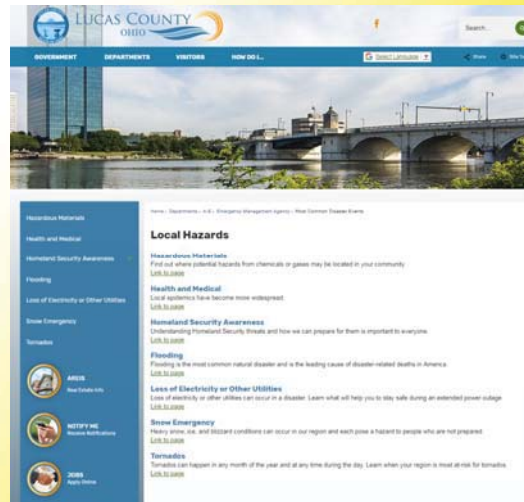 LUCAS COUNTY
OHIO
Search...
GOVERNMENT DEPARTMENTS VISITORS HOW DO I...
Select Language
Share
Home › Departments › A-E › Emergency Management Agency › Most Common Disaster Events
Hazardous Materials
Health and Medical
Homeland Security Awareness
Flooding
Loss of Electricity or Other Utilities
Snow Emergency
Tornados
AREIS
Real Estate Info
NOTIFY ME
Receive Notifications
JOBS
Apply Online
Local Hazards
Hazardous Materials
Find out where potential hazards from chemicals or gases may be located in your community
Link to page
Health and Medical
Local epidemics have become more widespread.
Link to page
Homeland Security Awareness
Understanding Homeland Security threats and how we can prepare for them is important to everyone.
Link to page
Flooding
Flooding is the most common natural disaster and is the leading cause of disaster-related deaths in America.
Link to page
Loss of Electricity or Other Utilities
Loss of electricity or other utilities can occur in a disaster. Learn what will help you to stay safe during an extended power outage
Link to page
Snow Emergency
Heavy snow, ice, and blizzard conditions can occur in our region and each pose a hazard to people who are not prepared.
Link to page
Tornados
Tornados can happen in any month of the year and at any time during the day. Learn when your region is most at-risk for tornados
Link to page